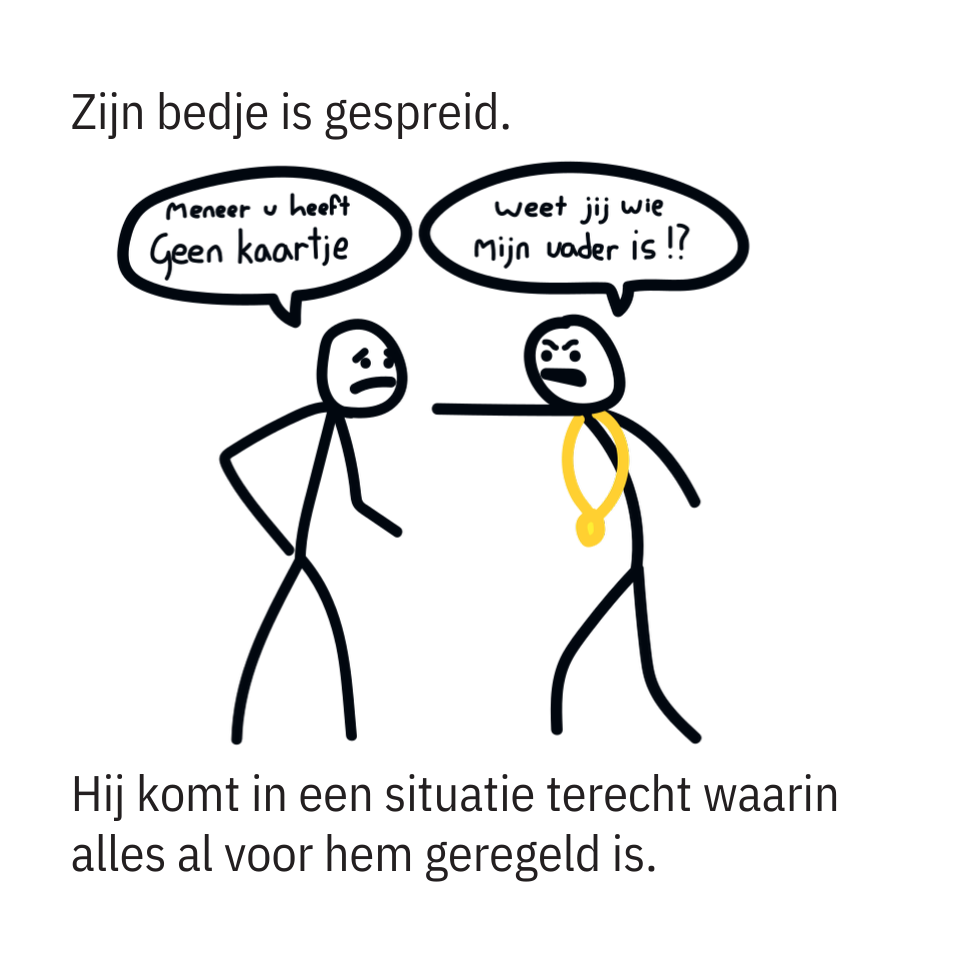 Zijn bedje is gespreid.
Meneer u heeft
Geen kaartje
weet jij wie
Mijn vader is !?
Hij komt in een situatie terecht waarin
alles al voor hem geregeld is.